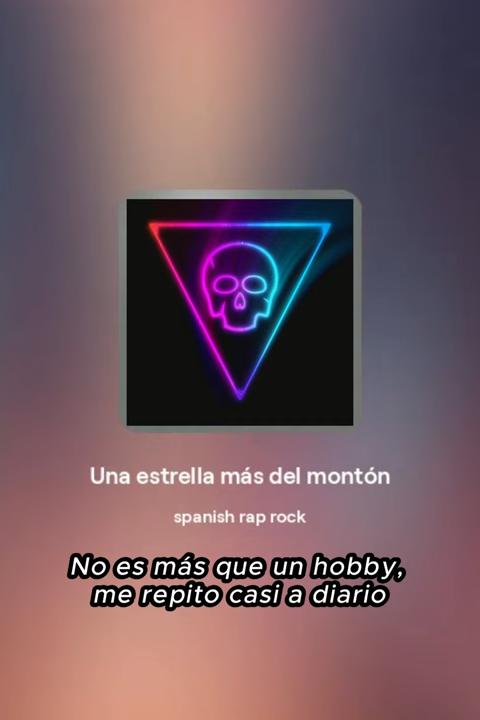 Una estrella más del montón
spanish rap rock
No es más que un hobby,
me repito casi a diario